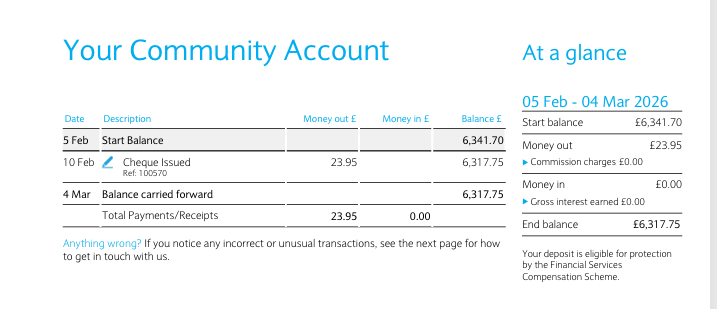 Your Community Account
Date Description Money out £ Money in £ Balance £
5 Feb Start Balance 6,341.70
10 Feb Cheque Issued 23.95 6,317.75
Ref: 100570
4 Mar Balance carried forward 6,317.75
Total Payments/Receipts 23.95 0.00
Anything wrong? If you notice any incorrect or unusual transactions, see the next page for how
to get in touch with us.
At a glance
05 Feb - 04 Mar 2026
Start balance £6,341.70
Money out £23.95
Commission charges £0.00
Money in £0.00
Gross interest earned £0.00
End balance £6,317.75
Your deposit is eligible for protection
by the Financial Services
Compensation Scheme.